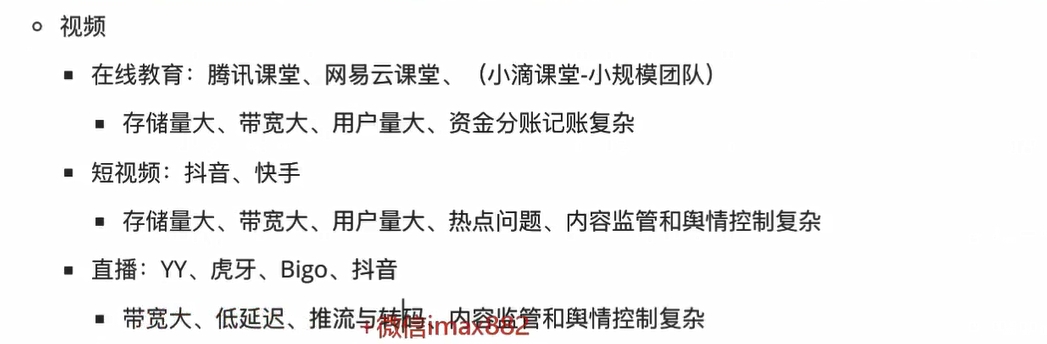 视频
在线教育：腾讯课堂、网易云课堂、（小滴课堂-小规模团队）
存储量大、带宽大、用户量大、资金分账记账复杂
短视频：抖音、快手
存储量大、带宽大、用户量大、热点问题、内容监管和舆情控制复杂
直播：YY、虎牙、Bigo、抖音
带宽大、低延迟、推流与转码、内容监管和舆情控制复杂
+微信imax882